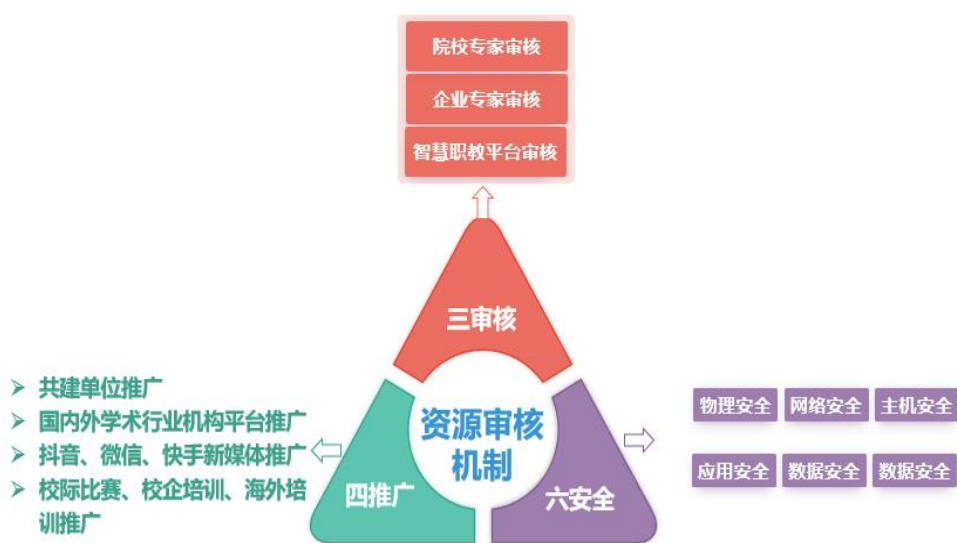 院校专家审核
企业专家审核
智慧职教平台审核
三审核
资源审核
机制
四推广
六安全
共建单位推广
国内外学术行业机构平台推广
抖音、微信、快手新媒体推广
校际比赛、校企培训、海外培
训推广
物理安全 网络安全 主机安全
应用安全 数据安全 数据安全